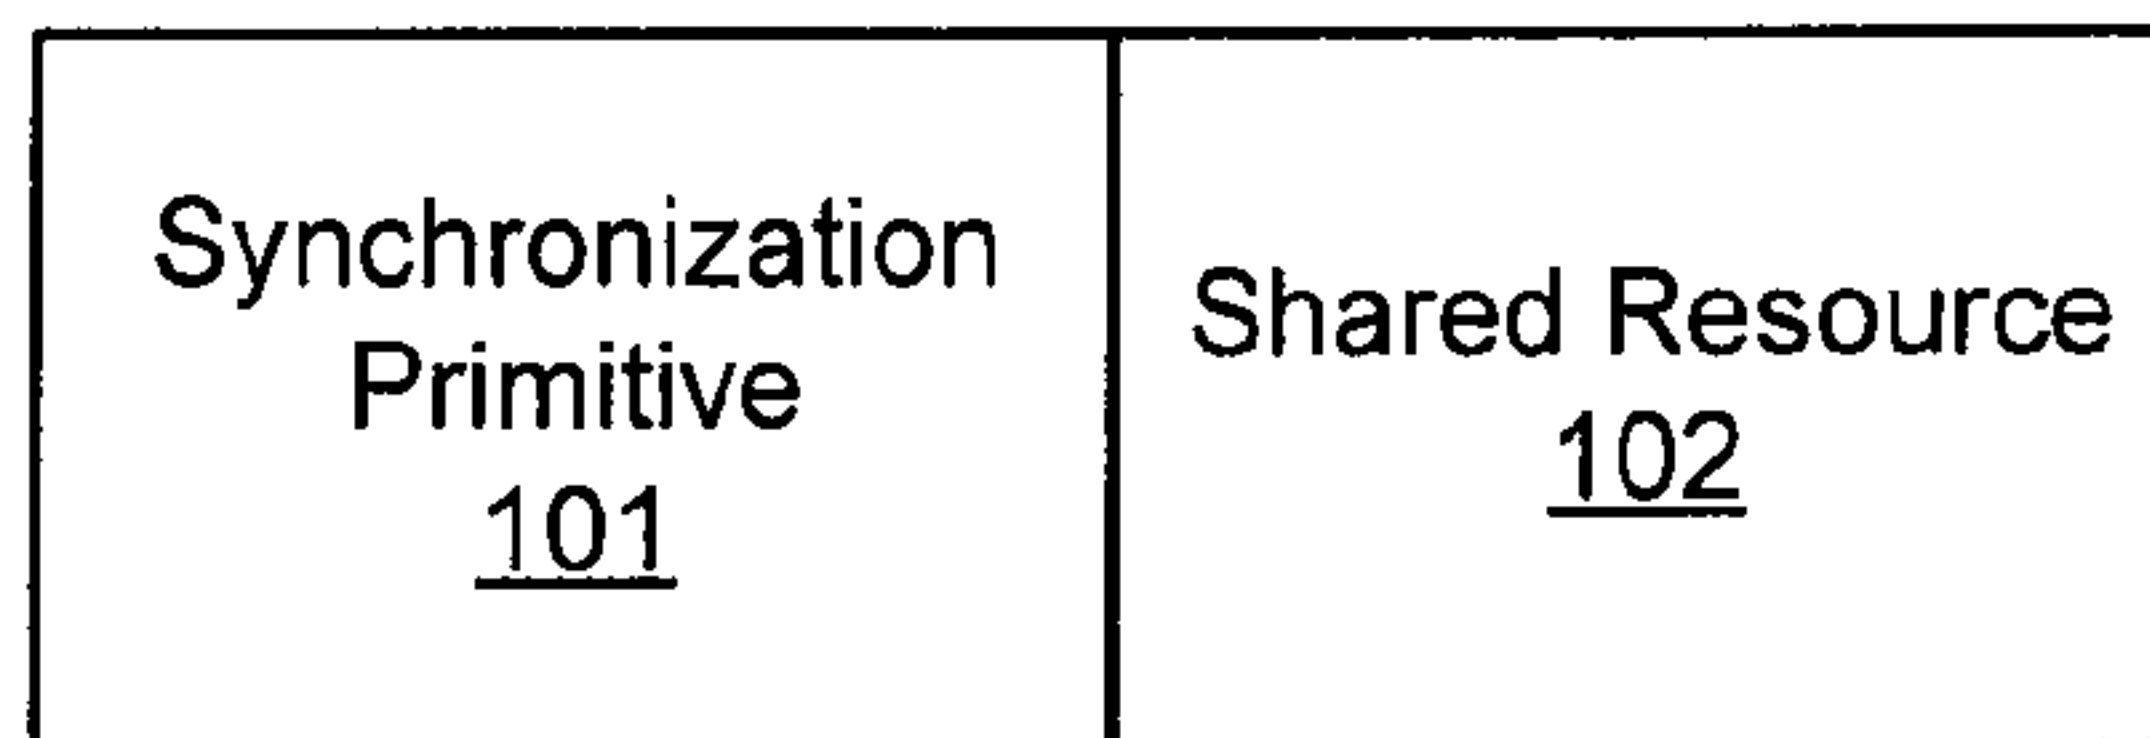 Synchronization
Primitive
101
Shared Resource
102